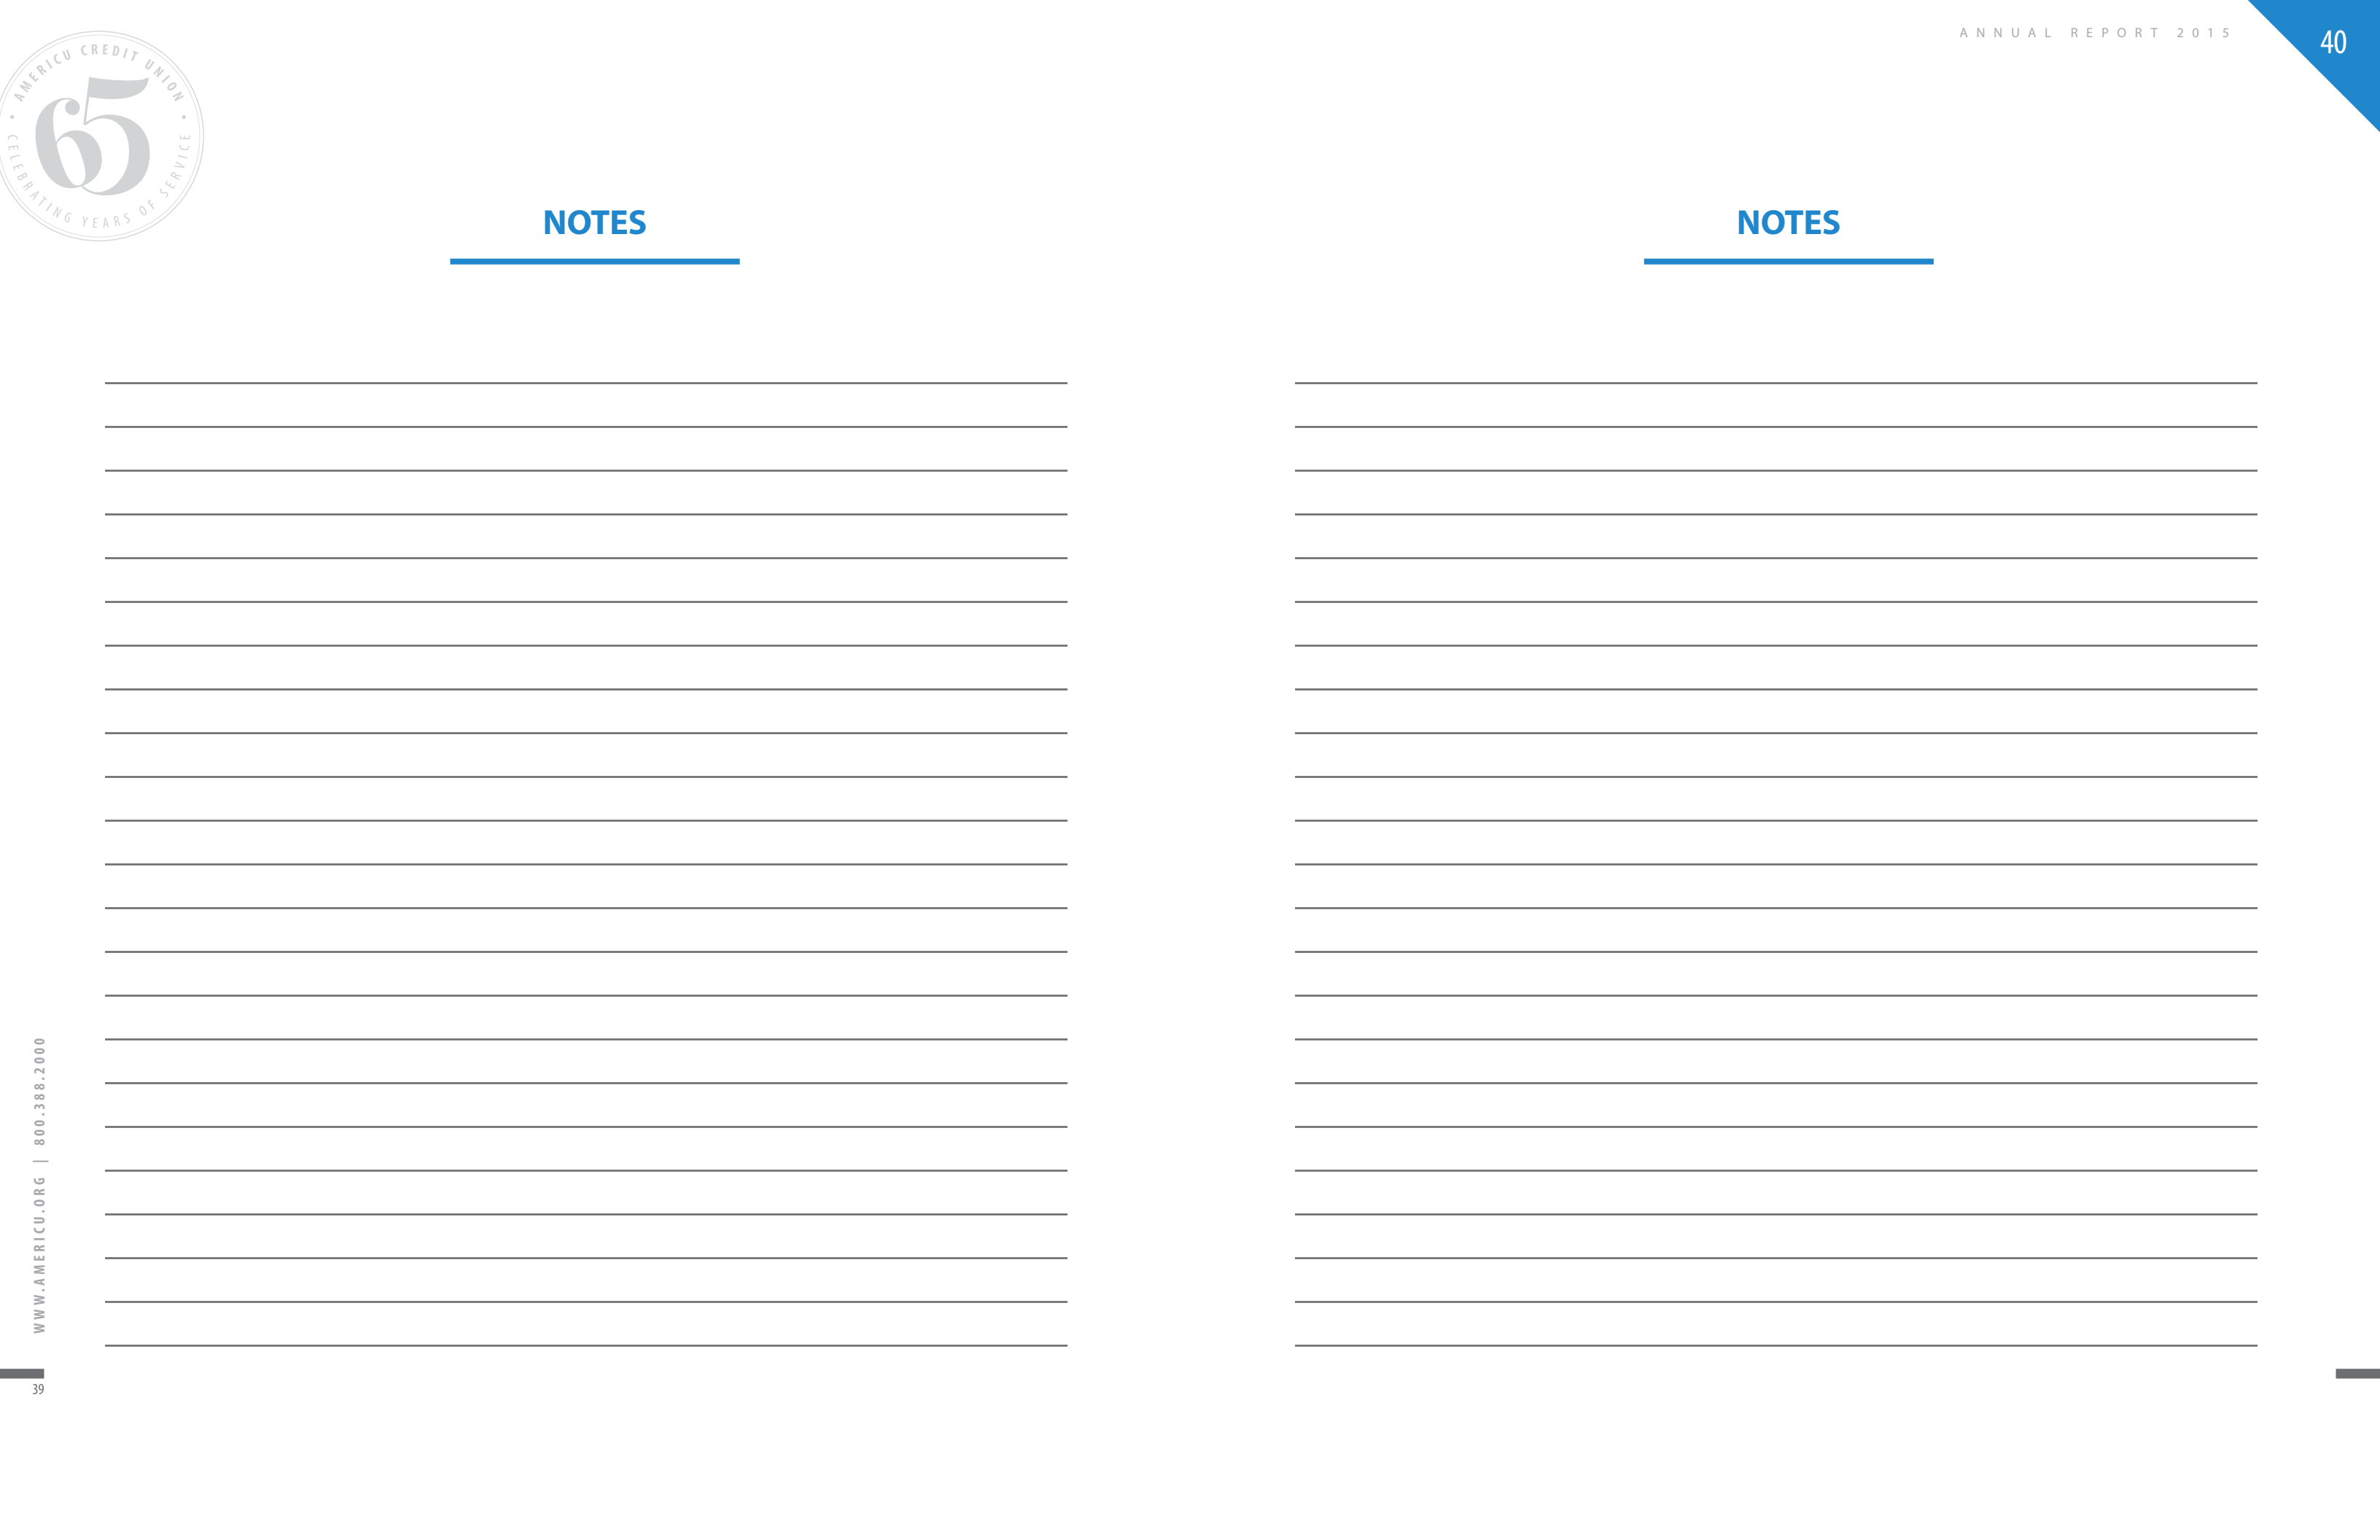 AMERICU CREDIT UNION
65
CELEBRATING YEARS OF SERVICE
NOTES
WWW.AMERICU.ORG | 800.388.2000
39
ANNUAL REPORT 2015
40
NOTES